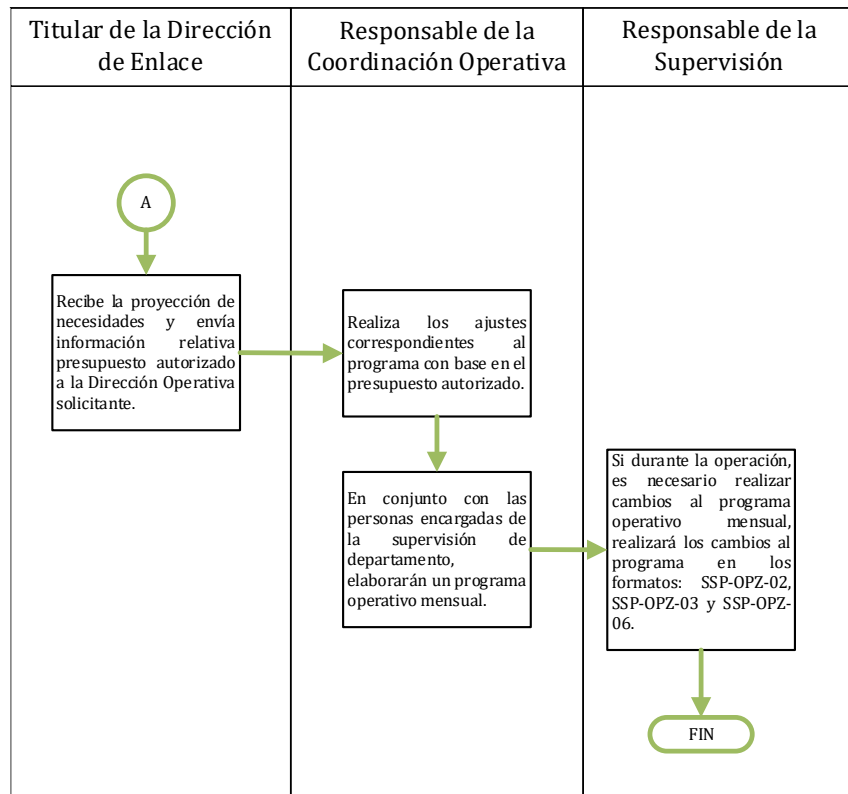 Titular de la Dirección
de Enlace
Responsable de la
Coordinación Operativa
Responsable de la
Supervisión
A
Recibe la proyección de
necesidades y envía
información relativa
presupuesto autorizado
a la Dirección Operativa
solicitante.
Realiza los ajustes
correspondientes al
programa con base en el
presupuesto autorizado.
En conjunto con las
personas encargadas de
la supervisión de
departamento,
elaborarán un programa
operativo mensual.
Si durante la operación,
es necesario realizar
cambios al programa
operativo mensual,
realizará los cambios al
programa en los
formatos: SSP-OPZ-02,
SSP-OPZ-03 y SSP-OPZ-
06.
FIN